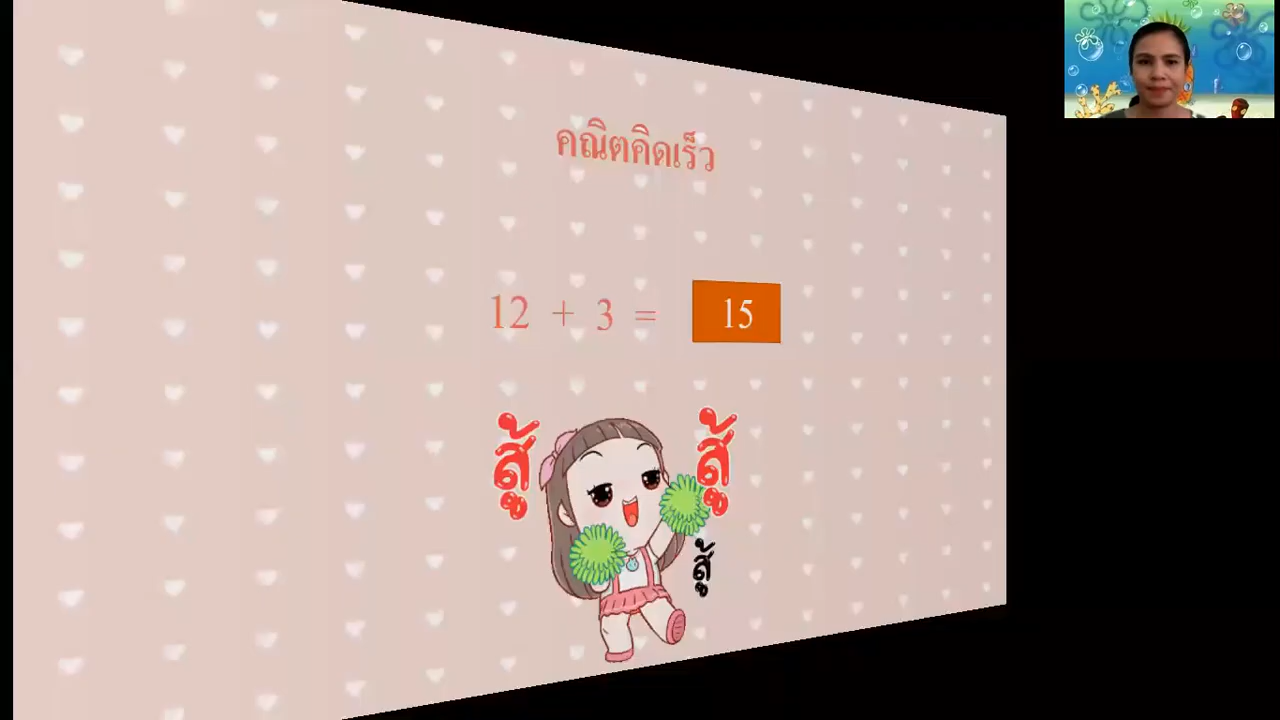 คณิตคิดเร็ว
12 + 3 = 15
สู้ สู้
สู้